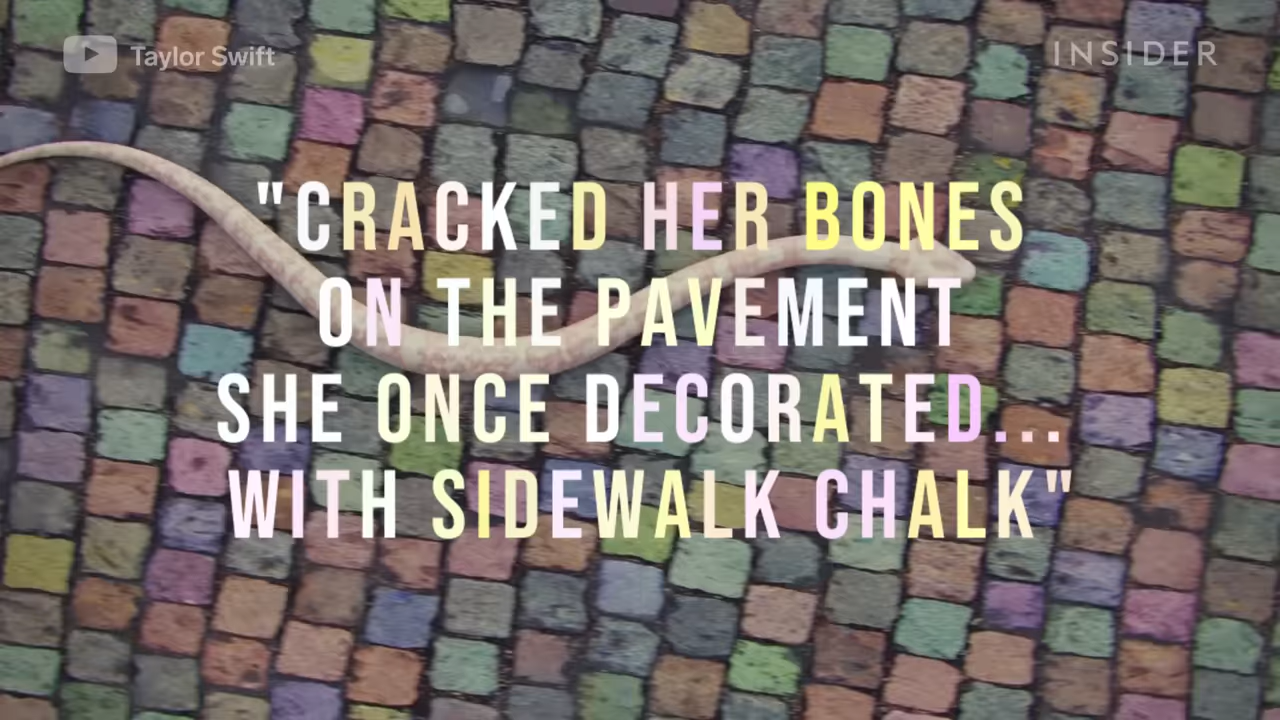 Taylor Swift
INSIDER
"CRACKED HER BONES
ON THE PAVEMENT
SHE ONCE DECORATED...
WITH SIDEWALK CHALK"